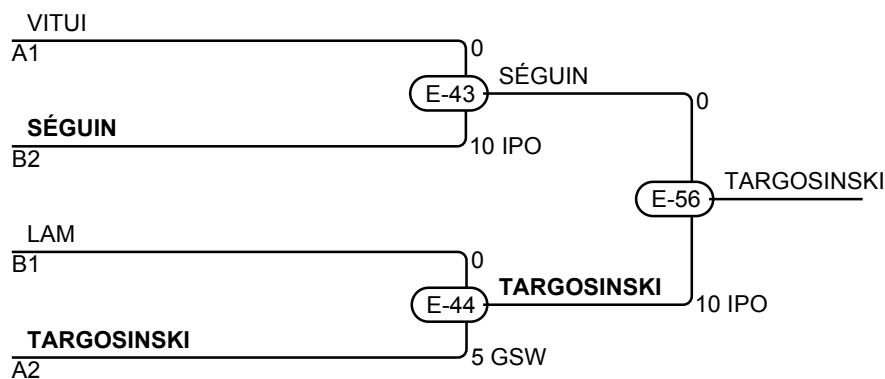 VITUI
A1
0
E-43
SÉGUIN
SÉGUIN
B2
10 IPO
0
E-56
TARGOSINSKI
LAM
B1
0
E-44
TARGOSINSKI
10 IPO
TARGOSINSKI
A2
5 GSW